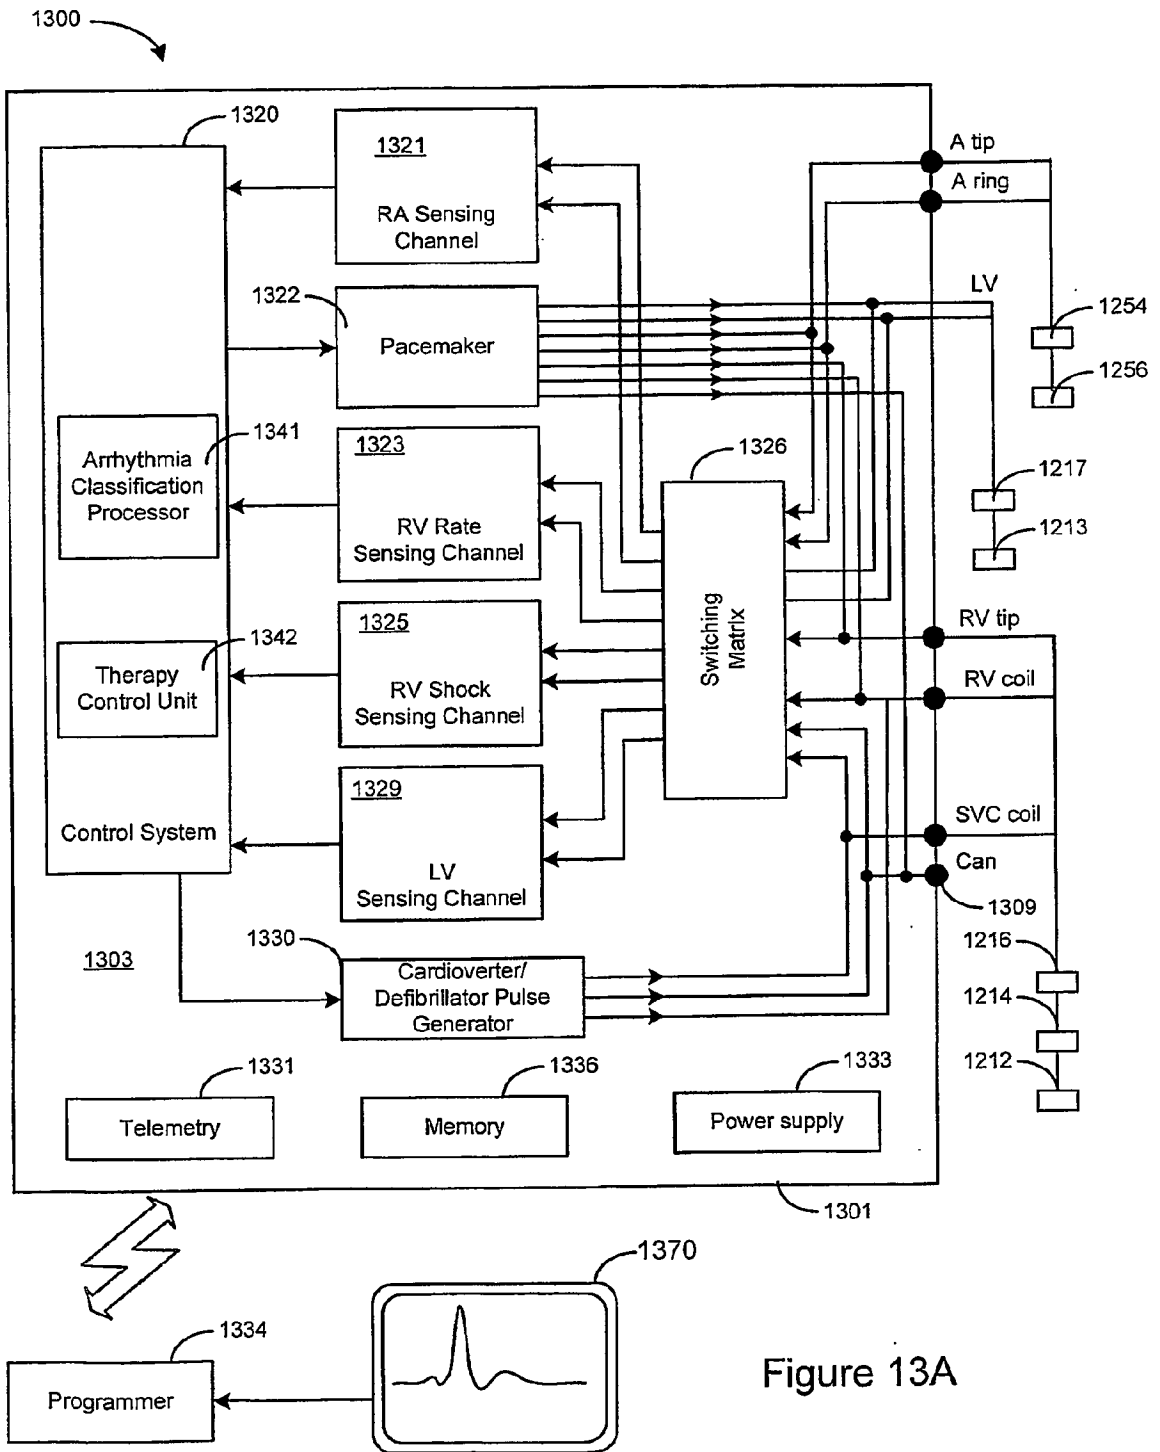 1300
1320
1321
RA Sensing
Channel
A tip
A ring
1322
Pacemaker
LV
1254
1256
1341
Arrhythmia
Classification
Processor
1323
RV Rate
Sensing Channel
1326
Switching
Matrix
1217
1213
1342
Therapy
Control Unit
1325
RV Shock
Sensing Channel
RV tip
RV coil
Control System
1329
LV
Sensing Channel
SVC coil
Can
1309
1303
1330
Cardioverter/
Defibrillator Pulse
Generator
1216
1214
1212
1331
Telemetry
1336
Memory
1333
Power supply
1301
1370
1334
Programmer
Figure 13A